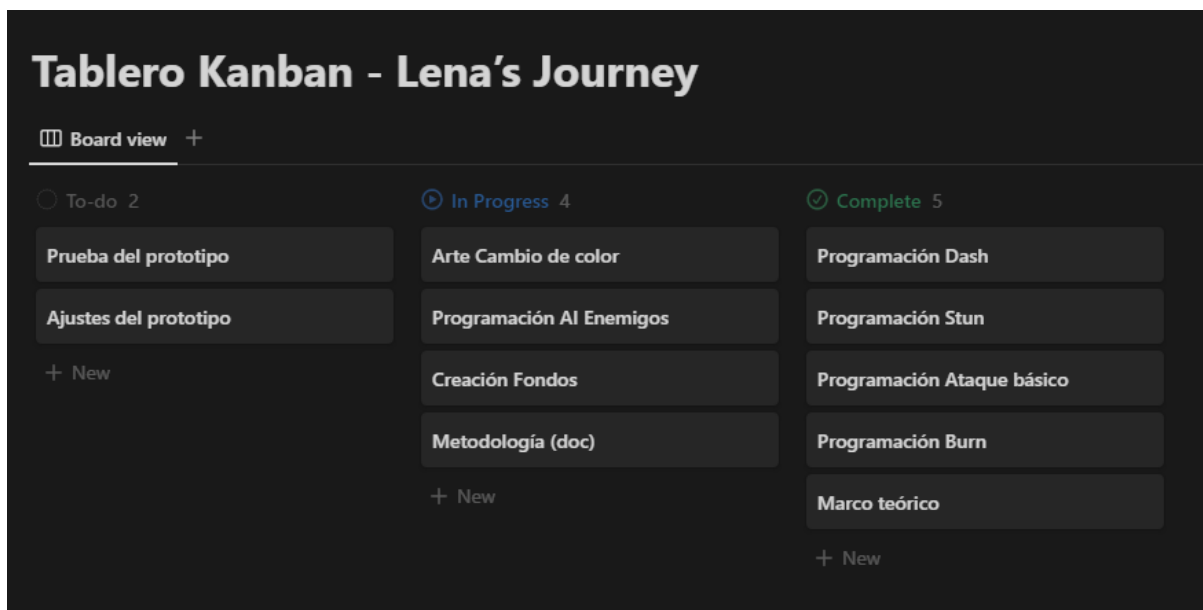 Tablero Kanban - Lena’s Journey
Board view +
To-do 2
Prueba del prototipo
Ajustes del prototipo
+ New
In Progress 4
Arte Cambio de color
Programación AI Enemigos
Creación Fondos
Metodología (doc)
+ New
Complete 5
Programación Dash
Programación Stun
Programación Ataque básico
Programación Burn
Marco teórico
+ New